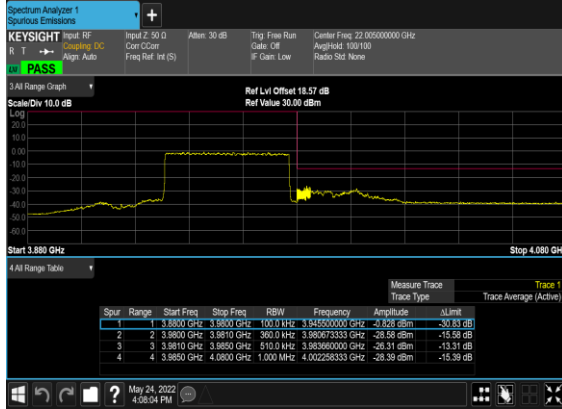 Spectrum Analyzer 1
Spurious Emissions
KEYSIGHT
Input: RF
Coupling: DC
Align: Auto
Input Z: 50 Ω
Corr CCorr
Freq Ref: Int (S)
Atten: 30 dB
Trig: Free Run
Gate: Off
IF Gain: Low
Center Freq: 22.005000000 GHz
Avg|Hold: 100/100
Radio Std: None
R T
PASS
3 All Range Graph
Scale/Div 10.0 dB
Ref Lvl Offset 18.57 dB
Ref Value 30.00 dBm
Log
20.0
10.0
0.00
-10.0
-20.0
-30.0
-40.0
-50.0
-60.0
Start 3.880 GHz
Stop 4.080 GH
4 All Range Table
Measure Trace Trace 1
Trace Type Trace Average (Active)
Spur Range Start Freq Stop Freq RBW Frequency Amplitude ΔLimit
1 1 3.8800 GHz 3.9800 GHz 100.0 kHz 3.945500000 GHz -0.828 dBm -30.83 dB
2 2 3.9800 GHz 3.9810 GHz 360.0 kHz 3.980673333 GHz -28.58 dBm -15.58 dB
3 3 3.9810 GHz 3.9850 GHz 510.0 kHz 3.983660000 GHz -26.31 dBm -13.31 dB
4 4 3.9850 GHz 4.0800 GHz 1.000 MHz 4.002258333 GHz -28.39 dBm -15.39 dB
?
May 24, 2022
4:08:04 PM